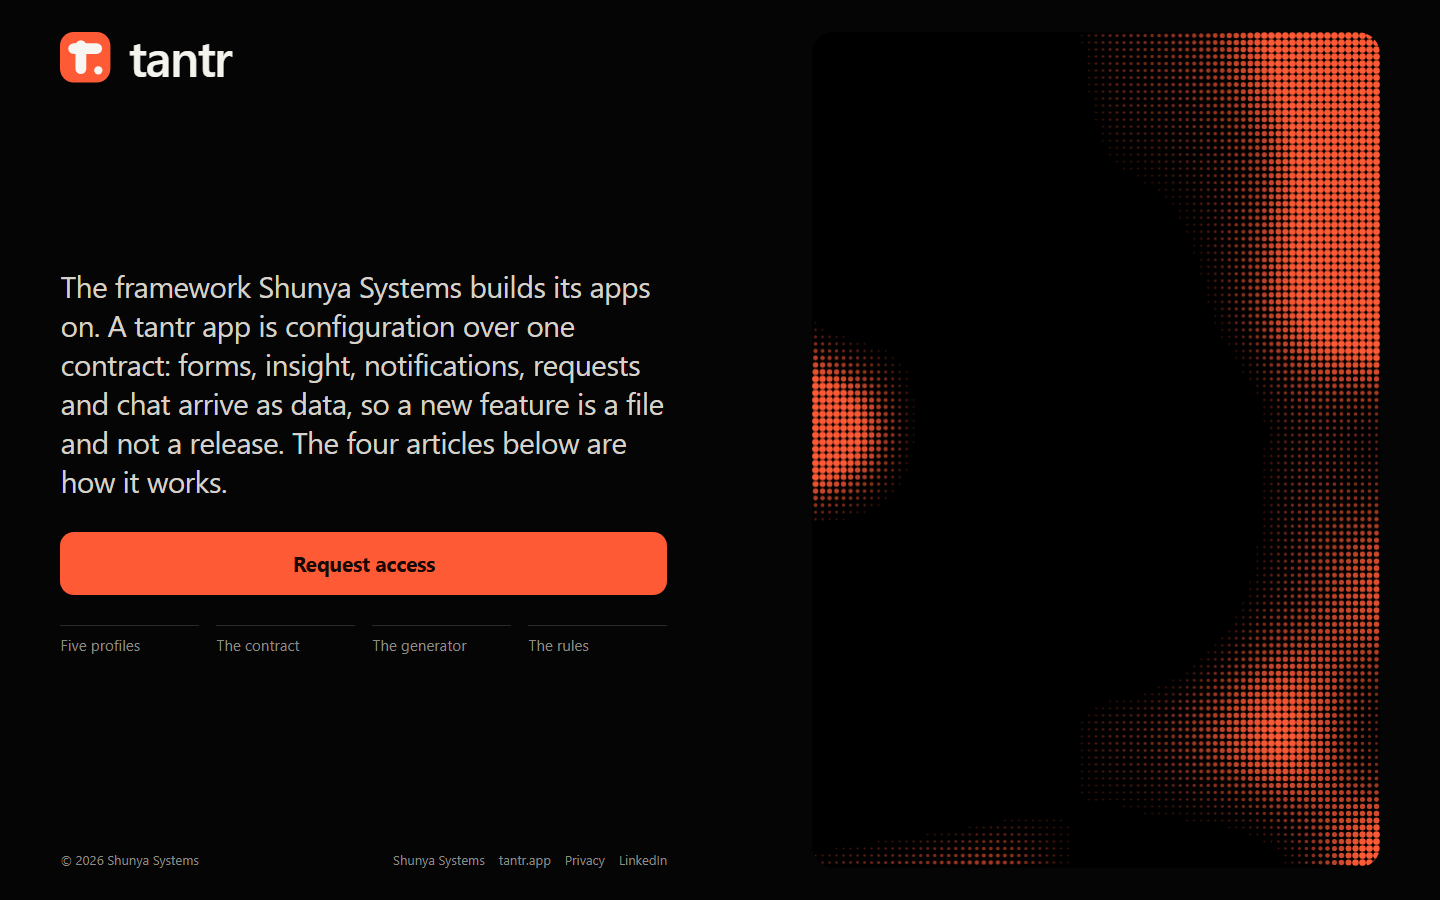 T.
tantr
The framework Shunya Systems builds its apps
on. A tantr app is configuration over one
contract: forms, insight, notifications, requests
and chat arrive as data, so a new feature is a file
and not a release. The four articles below are
how it works.
Request access
Five profiles
The contract
The generator
The rules
© 2026 Shunya Systems
Shunya Systems
tantr.app
Privacy
LinkedIn